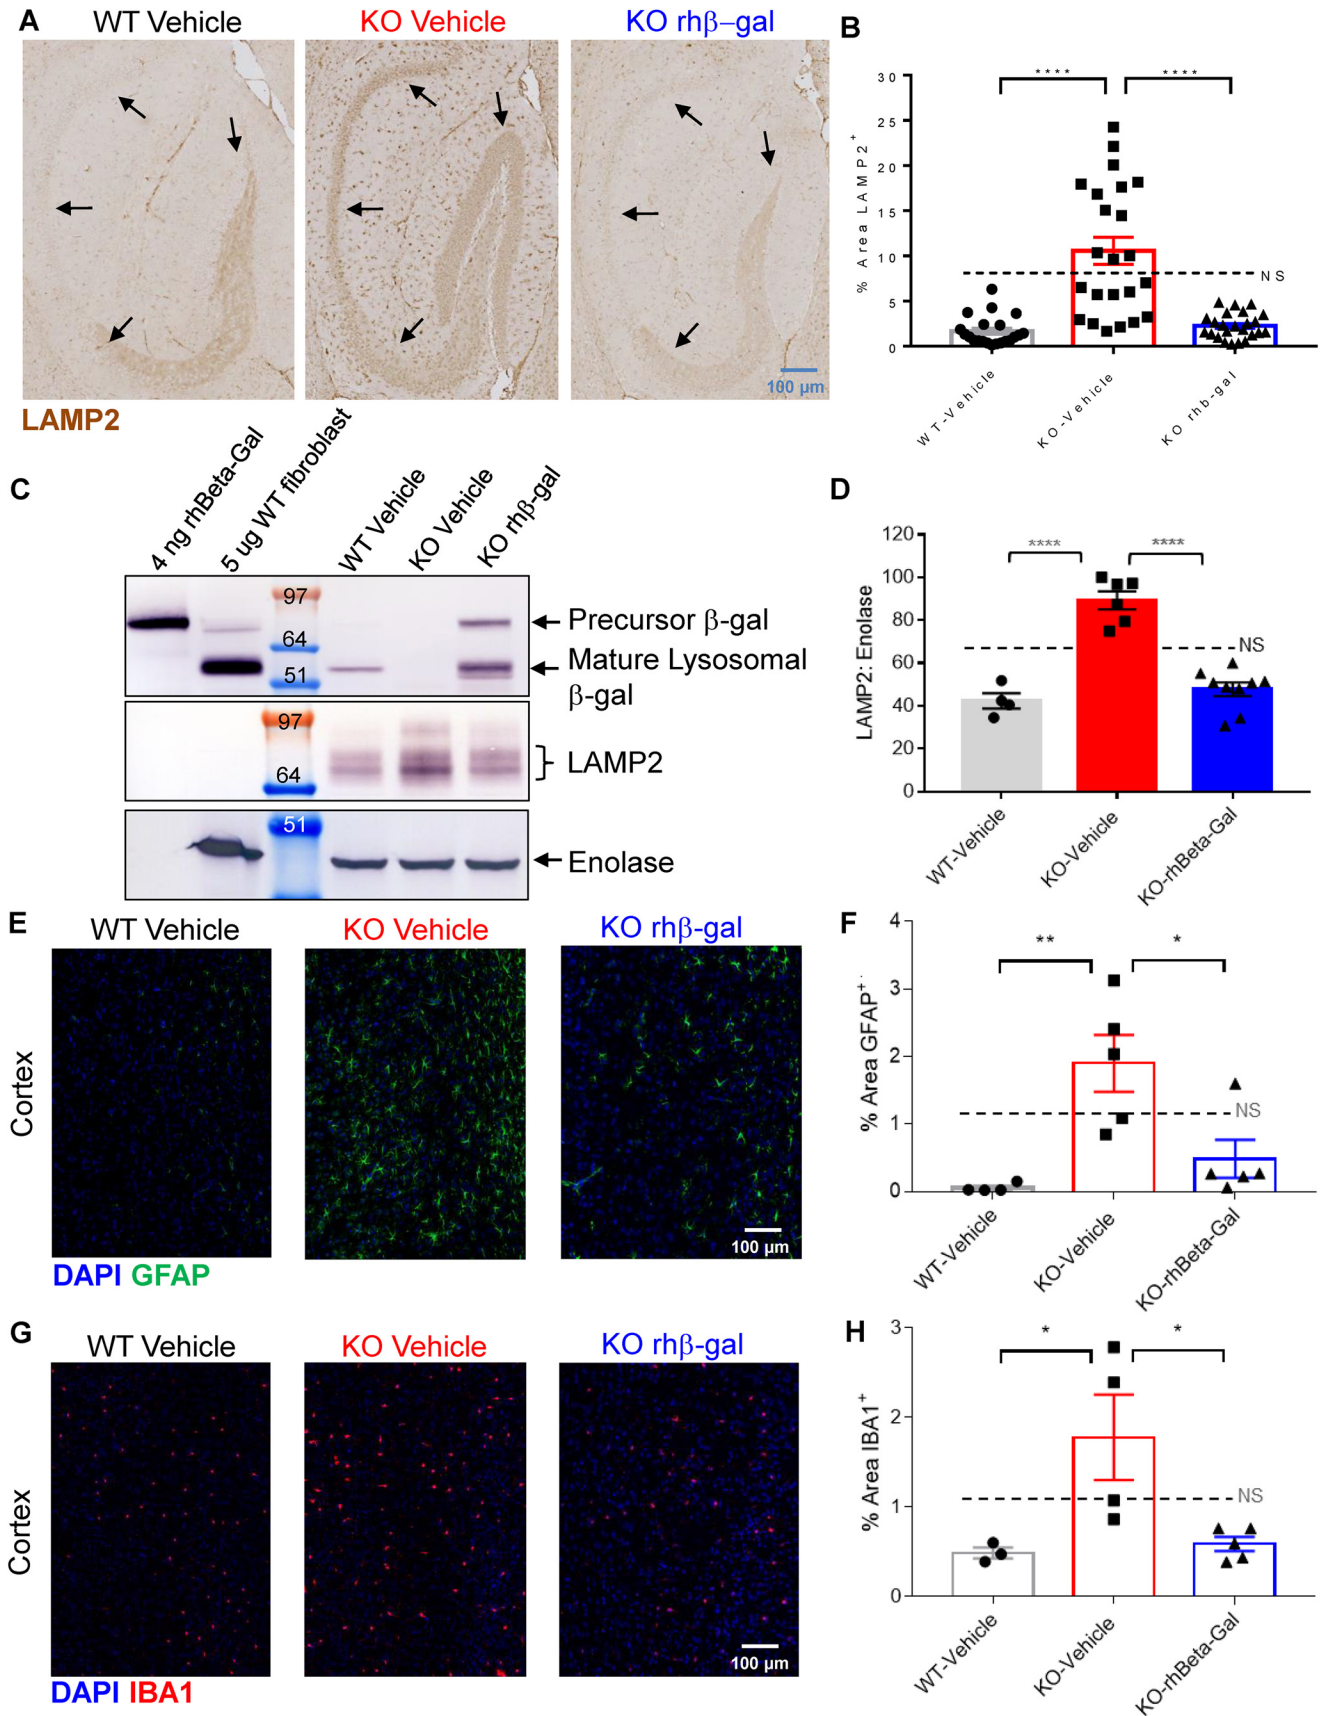 A
WT Vehicle
KO Vehicle
KO rhβ–gal
100 µm
LAMP2
B
% Area LAMP2+
30
25
20
15
10
5
0
****
****
NS
WT-Vehicle
KO-Vehicle
KO rhb-gal
C
4 ng rhBeta-Gal
5 ug WT fibroblast
WT Vehicle
KO Vehicle
KO rhβ-gal
97
64
51
Precursor β-gal
Mature Lysosomal
β-gal
97
64
LAMP2
51
Enolase
D
LAMP2: Enolase
120
100
80
60
40
20
0
****
****
NS
WT-Vehicle
KO-Vehicle
KO-rhBeta-Gal
E
WT Vehicle
KO Vehicle
KO rhβ-gal
Cortex
100 µm
DAPI GFAP
F
% Area GFAP+
4
3
2
1
0
**
*
NS
WT-Vehicle
KO-Vehicle
KO-rhBeta-Gal
G
WT Vehicle
KO Vehicle
KO rhβ-gal
Cortex
100 µm
DAPI IBA1
H
% Area IBA1+
3
2
1
0
*
*
NS
WT-Vehicle
KO-Vehicle
KO-rhBeta-Gal